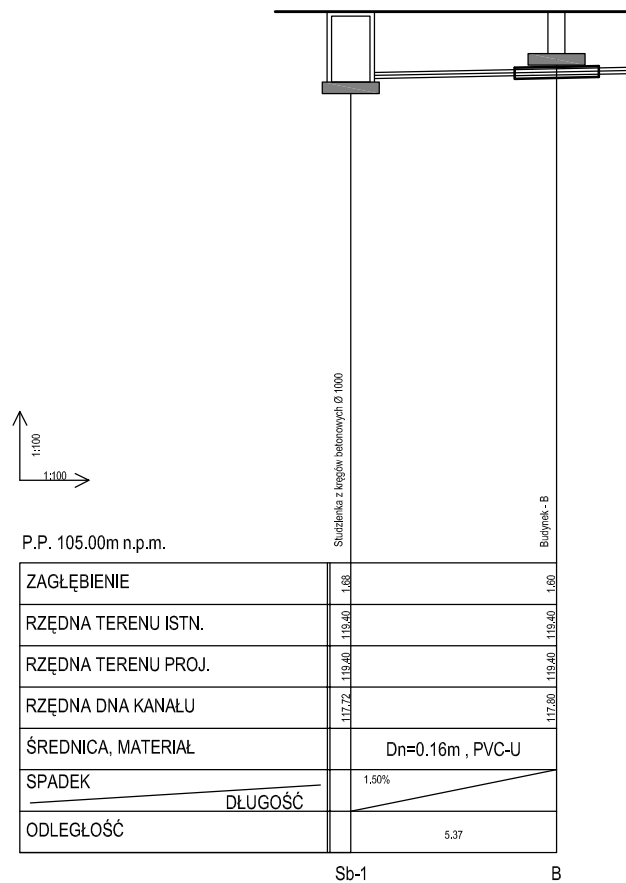 Studzienka z kręgów betonowych Ø 1000
Budynek - B
1:100
1:100
P.P. 105.00m n.p.m.
ZAGŁĘBIENIE 1.68 1.60
RZĘDNA TERENU ISTN. 119.40 119.40
RZĘDNA TERENU PROJ. 119.40 119.40
RZĘDNA DNA KANAŁU 117.72 117.80
ŚREDNICA, MATERIAŁ Dn=0.16m , PVC-U
SPADEK 1.50%
DŁUGOŚĆ
ODLEGŁOŚĆ 5.37
Sb-1 B